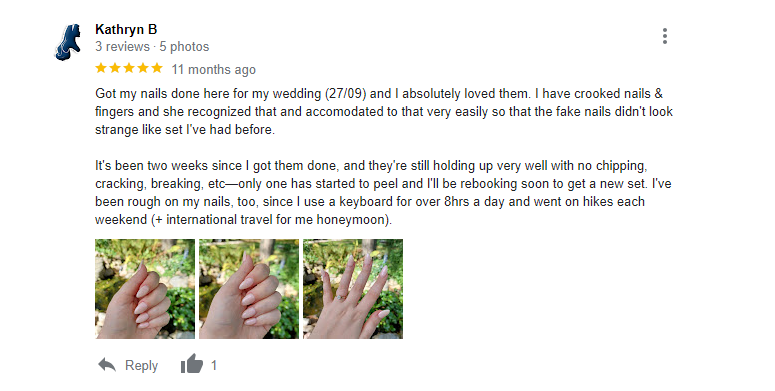 Kathryn B
3 reviews · 5 photos
11 months ago
Got my nails done here for my wedding (27/09) and I absolutely loved them. I have crooked nails &
fingers and she recognized that and accomodated to that very easily so that the fake nails didn't look
strange like set I've had before.
It's been two weeks since I got them done, and they're still holding up very well with no chipping,
cracking, breaking, etc—only one has started to peel and I'll be rebooking soon to get a new set. I've
been rough on my nails, too, since I use a keyboard for over 8hrs a day and went on hikes each
weekend (+ international travel for me honeymoon).
Reply 1